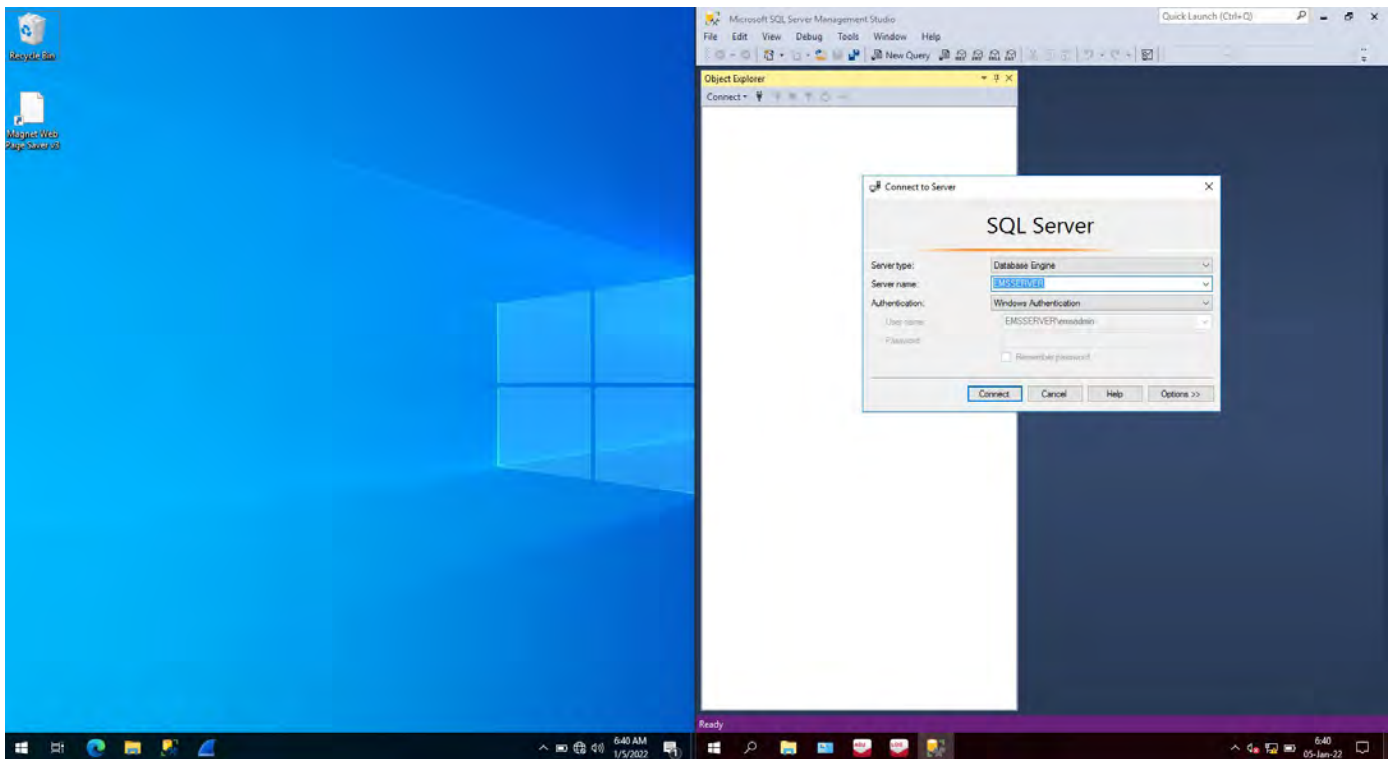 Recycle Bin
Magnet Web
Page Saver v3
6:40 AM
1/5/2022
Microsoft SQL Server Management Studio
Quick Launch (Ctrl+Q)
File Edit View Debug Tools Window Help
New Query
Object Explorer
Connect
Connect to Server
SQL Server
Server type: Database Engine
Server name: EMSSERVER
Authentication: Windows Authentication
User name: EMSSERVER\emsadmin
Password:
Remember password
Connect Cancel Help Options >>
Ready
6:40
05-Jan-22